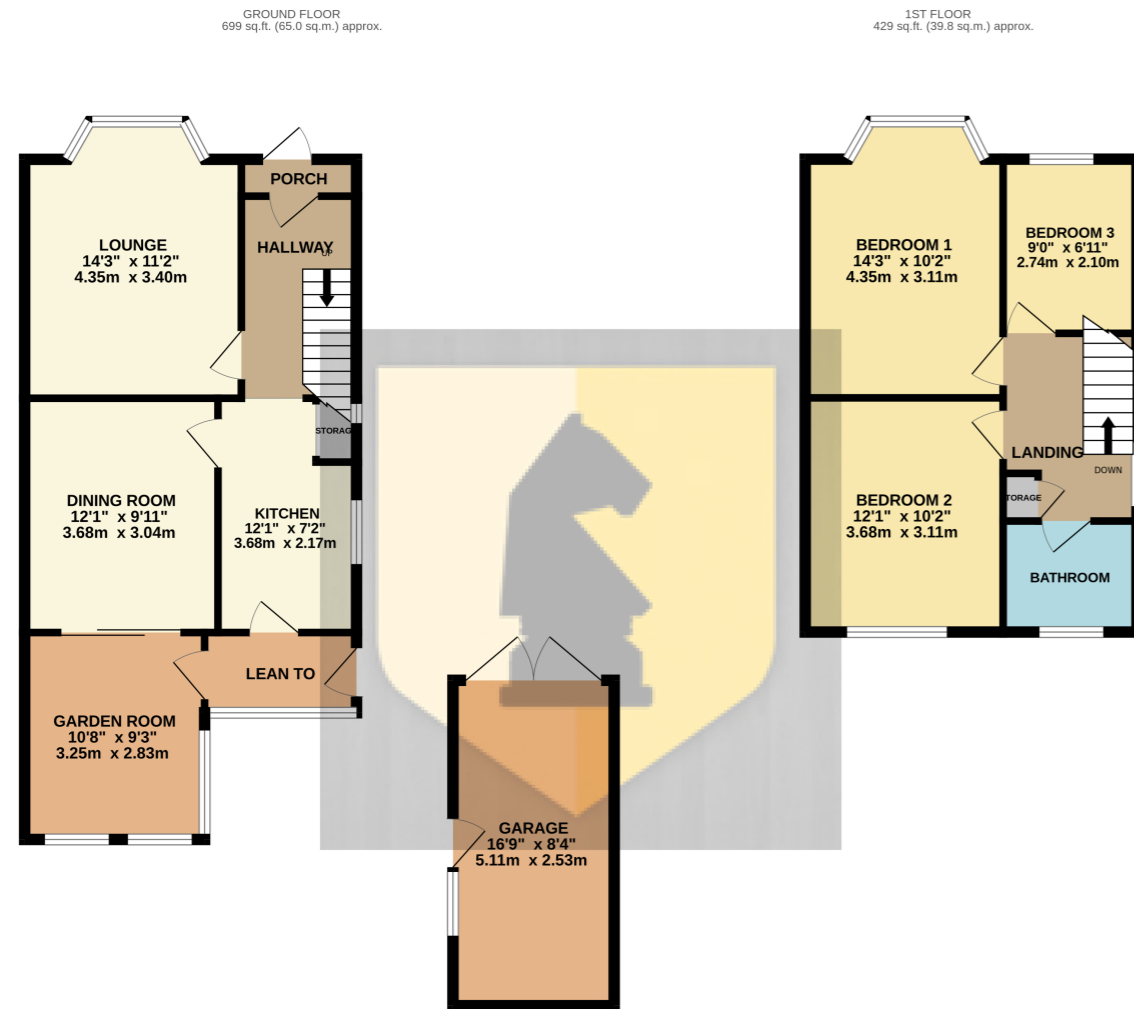 GROUND FLOOR
699 sq.ft. (65.0 sq.m.) approx.
1ST FLOOR
429 sq.ft. (39.8 sq.m.) approx.
PORCH
HALLWAY
UP
LOUNGE
14'3" x 11'2"
4.35m x 3.40m
STORAG
DINING ROOM
12'1" x 9'11"
3.68m x 3.04m
KITCHEN
12'1" x 7'2"
3.68m x 2.17m
LEAN TO
GARDEN ROOM
10'8" x 9'3"
3.25m x 2.83m
GARAGE
16'9" x 8'4"
5.11m x 2.53m
BEDROOM 1
14'3" x 10'2"
4.35m x 3.11m
BEDROOM 3
9'0" x 6'11"
2.74m x 2.10m
LANDING
DOWN
BEDROOM 2
12'1" x 10'2"
3.68m x 3.11m
TORAGE
BATHROOM